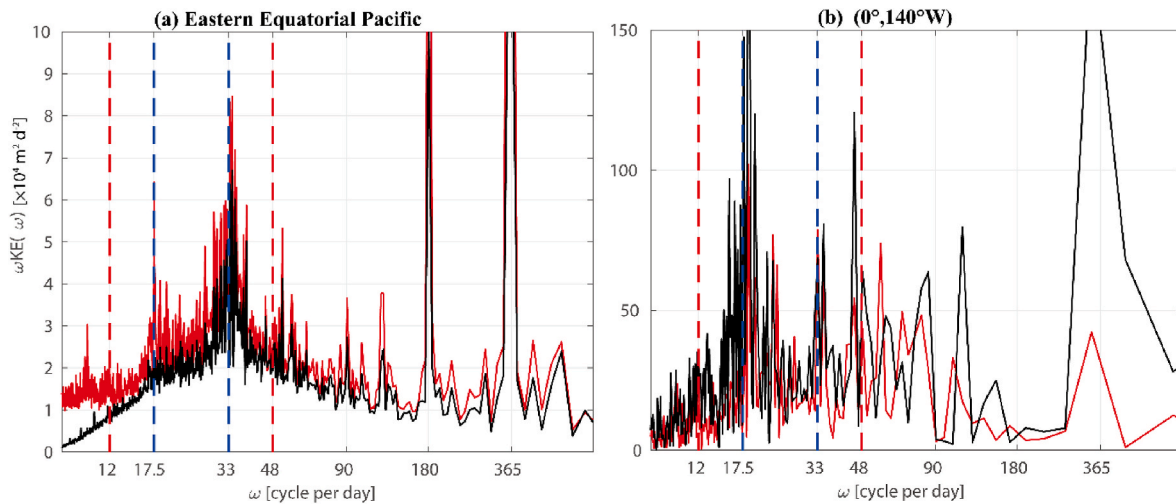 (a) Eastern Equatorial Pacific
10
9
8
7
6
5
4
3
2
1
0
ωKE( ω) [×10⁴ m² d⁻²]
12 17.5 33 48 90 180 365
ω [cycle per day]
(b) (0°,140°W)
150
100
50
0
12 17.5 33 48 90 180 365
ω [cycle per day]